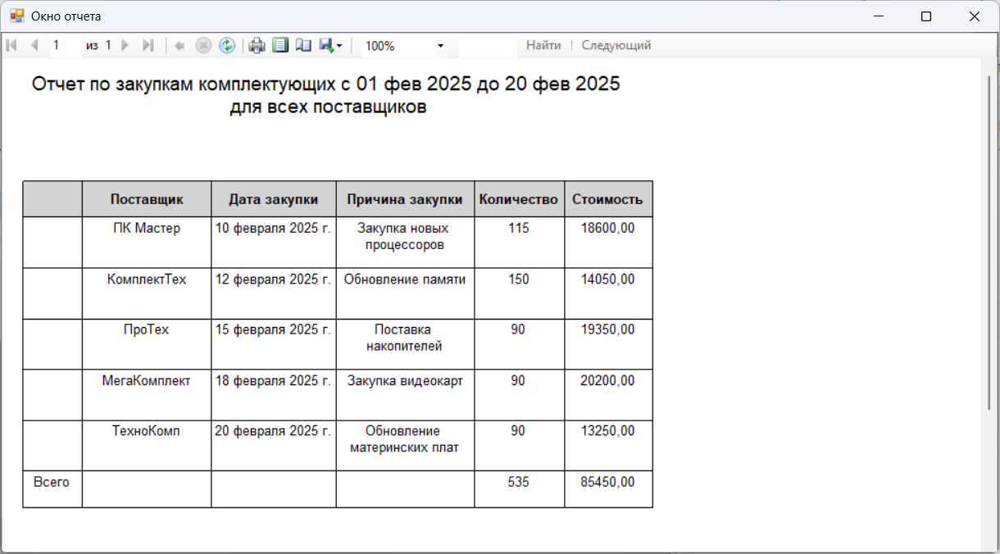 Окно отчета
1 из 1 100% Найти Следующий
Отчет по закупкам комплектующих с 01 фев 2025 до 20 фев 2025
для всех поставщиков
Поставщик Дата закупки Причина закупки Количество Стоимость
ПК Мастер 10 февраля 2025 г. Закупка новых 115 18600,00
процессоров
КомплектТех 12 февраля 2025 г. Обновление памяти 150 14050,00
ПроТех 15 февраля 2025 г. Поставка 90 19350,00
накопителей
МегаКомплект 18 февраля 2025 г. Закупка видеокарт 90 20200,00
ТехноКомп 20 февраля 2025 г. Обновление 90 13250,00
материнских плат
Всего 535 85450,00